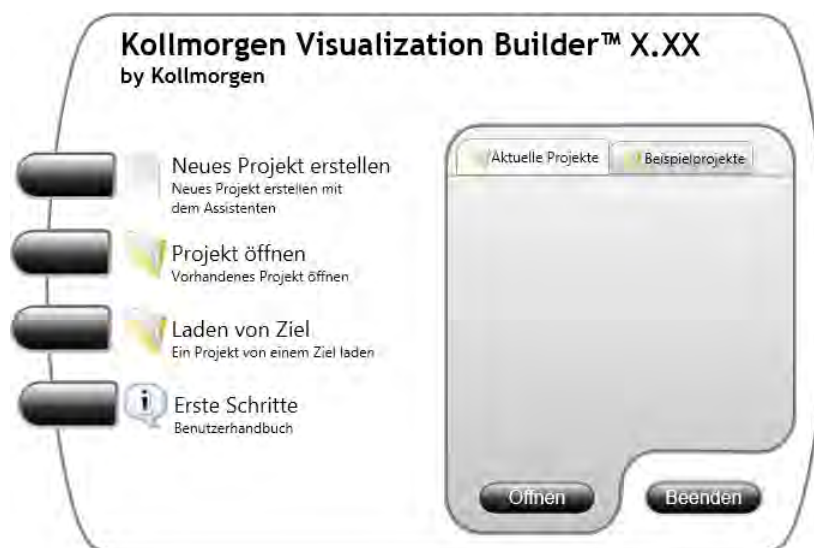 Kollmorgen Visualization Builder™ X.XX
by Kollmorgen
Neues Projekt erstellen
Neues Projekt erstellen mit
dem Assistenten
Projekt öffnen
Vorhandenes Projekt öffnen
Laden von Ziel
Ein Projekt von einem Ziel laden
Erste Schritte
Benutzerhandbuch
Aktuelle Projekte
Beispielprojekte
Öffnen
Beenden